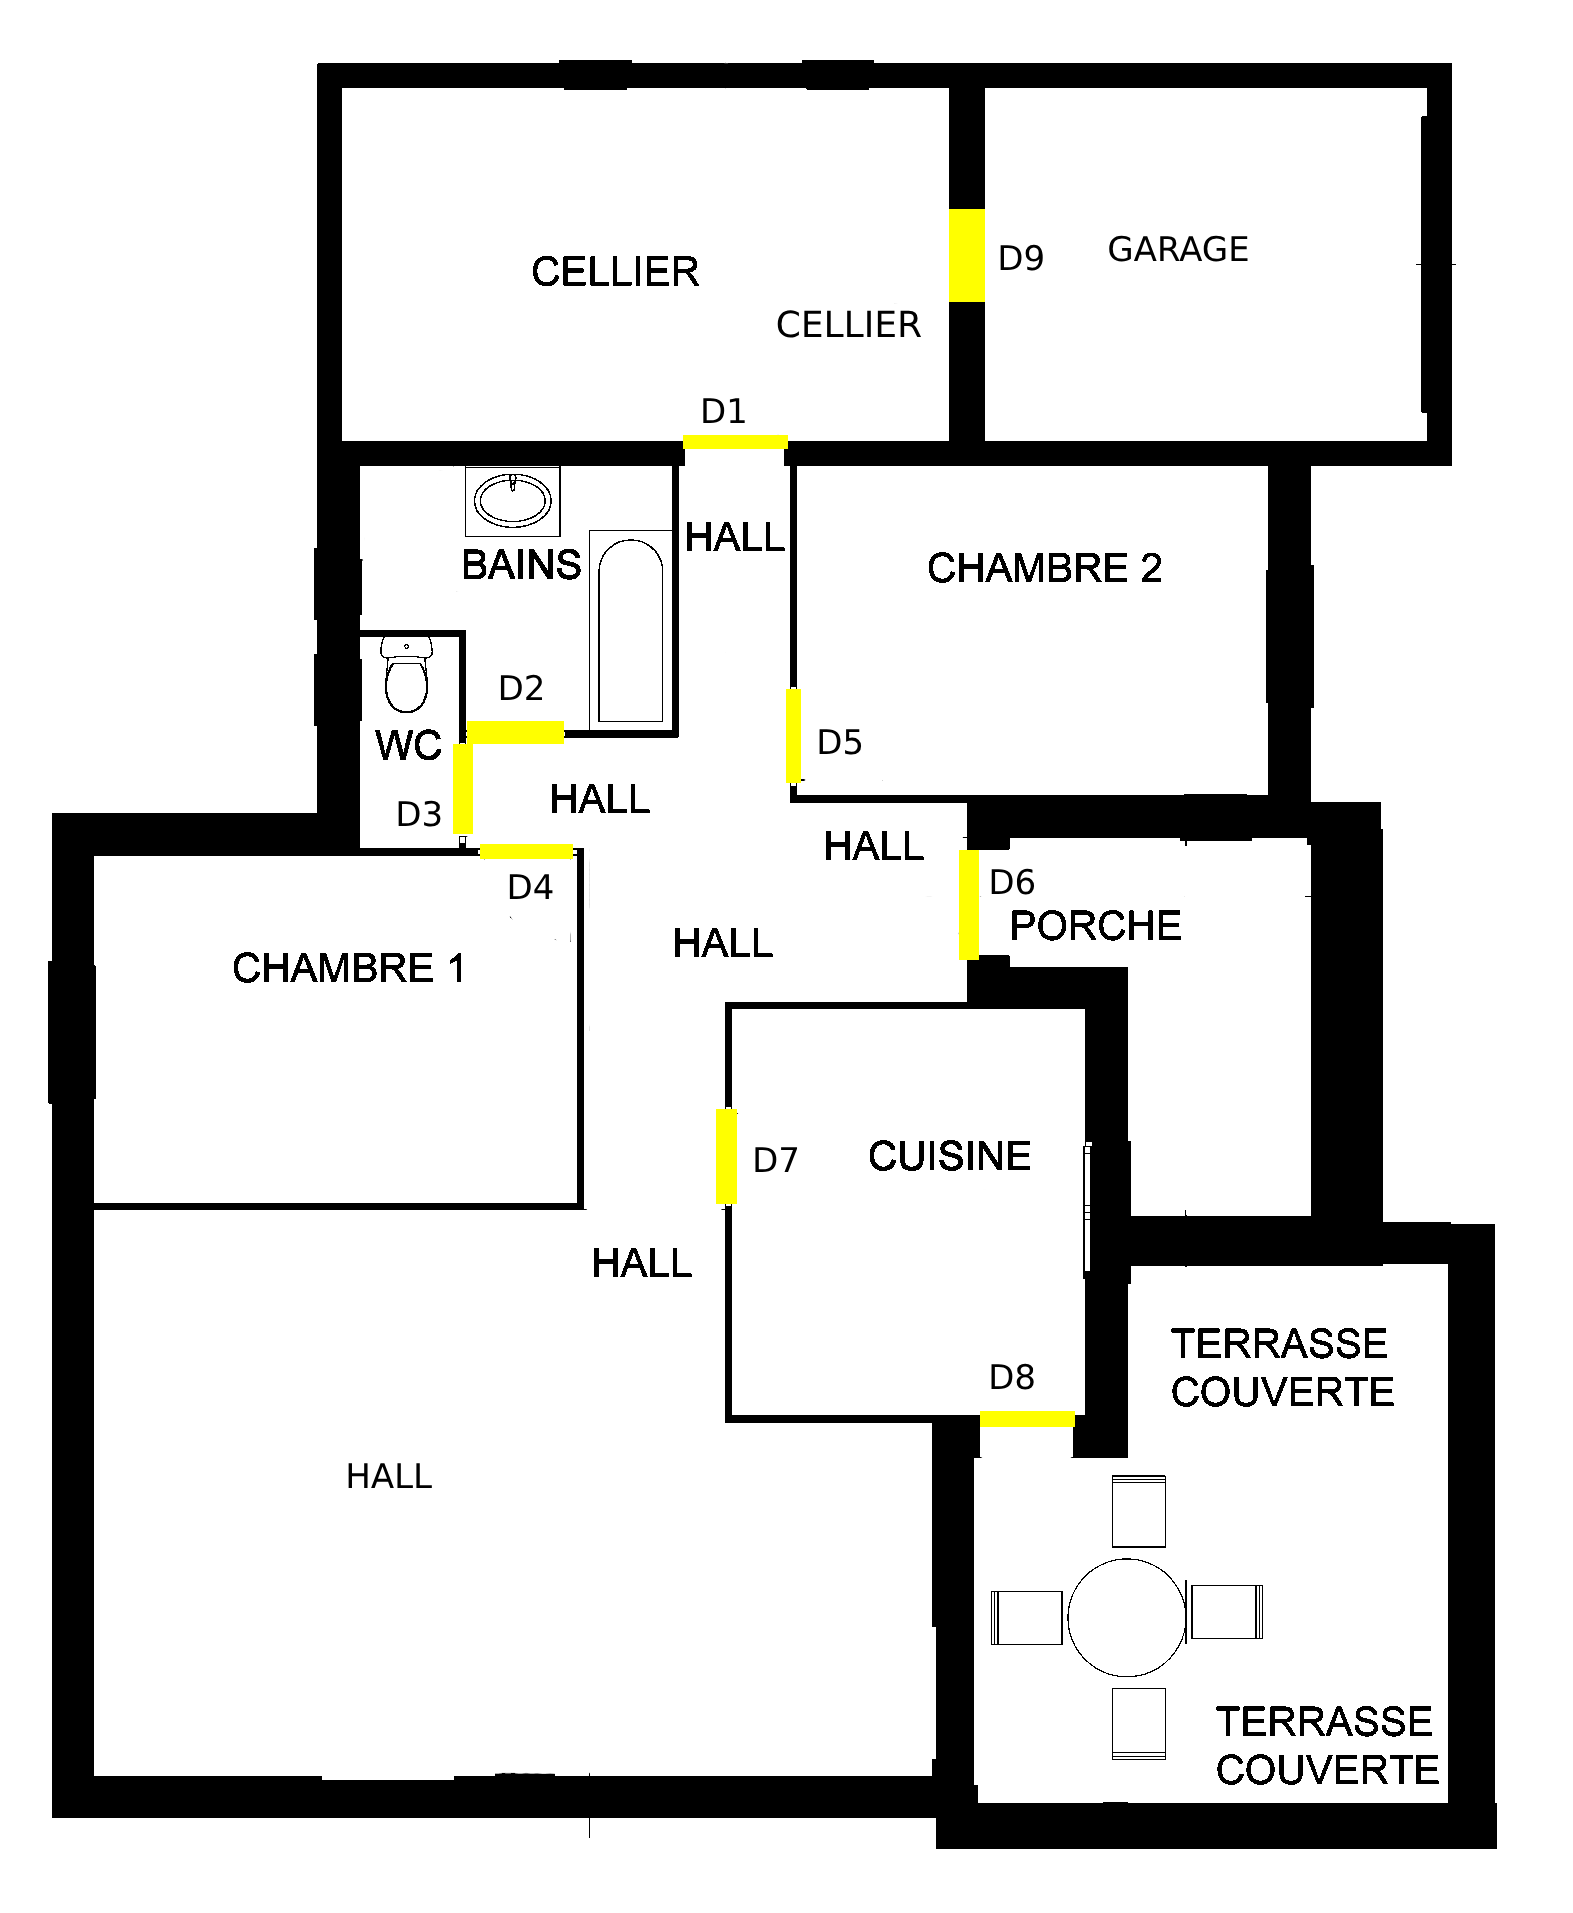 GARAGE
D9
CELLIER
CELLIER
D1
HALL
BAINS
CHAMBRE 2
D2
WC
D5
HALL
D3
HALL
D4
D6
PORCHE
HALL
CHAMBRE 1
D7
CUISINE
HALL
TERRASSE
COUVERTE
D8
HALL
TERRASSE
COUVERTE